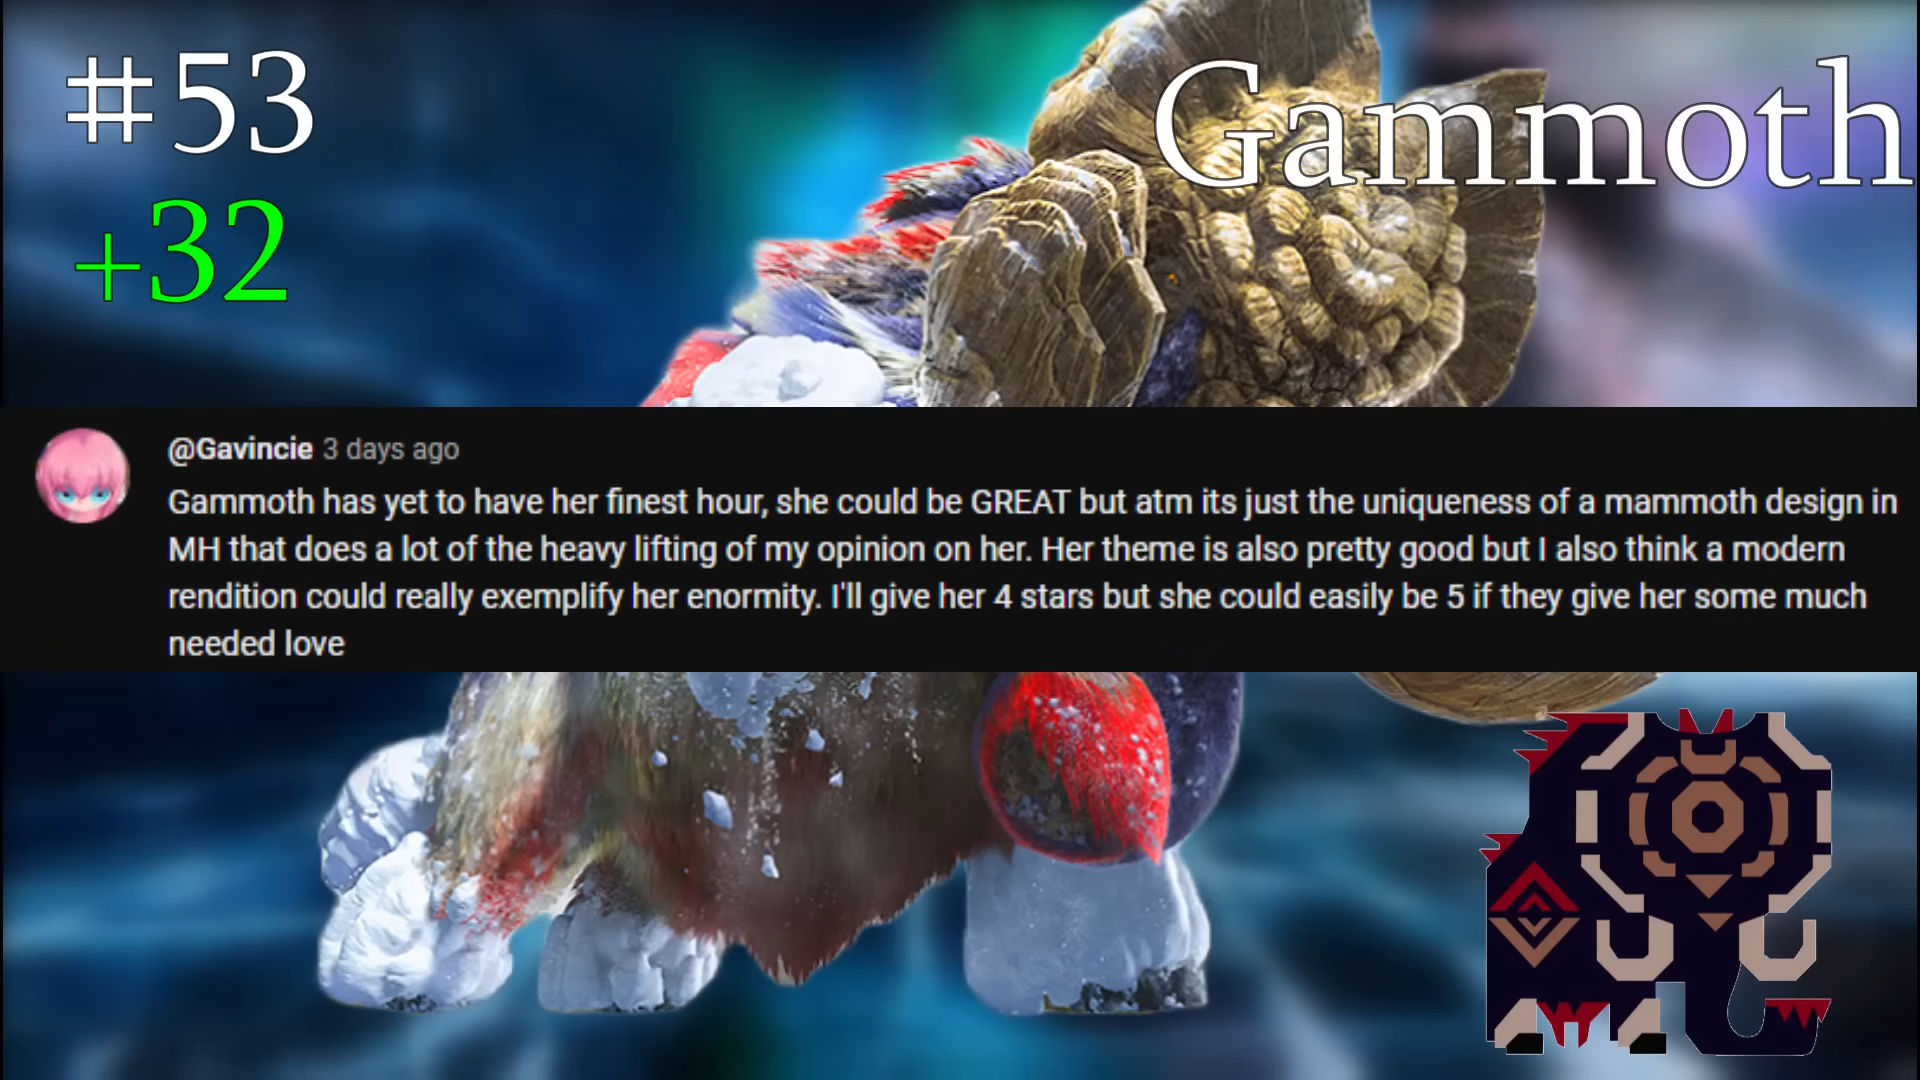 #53
Gammoth
+32
@Gavincie 3 days ago
Gammoth has yet to have her finest hour, she could be GREAT but atm its just the uniqueness of a mammoth design in
MH that does a lot of the heavy lifting of my opinion on her. Her theme is also pretty good but I also think a modern
rendition could really exemplify her enormity. I'll give her 4 stars but she could easily be 5 if they give her some much
needed love